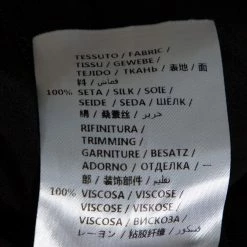 TESSUTO / FABRIC /
TISSU / GEWEBE /
TEJIDO / ТКАНЬ / 表地 / 面
料 / قماش /
100% SETA / SILK / SOIE /
SEIDE / SEDA / ШЕЛК /
絹 / 桑蚕丝 / حرير /
RIFINITURA /
TRIMMING /
GARNITURE / BESATZ /
ADORNO / ОТДЕЛКА / 一
部 / 装饰部件 / تطعيم /
100% VISCOSA / VISCOSE /
VISCOSE / VISKOSE /
VISCOSA / ВИСКОЗА /
レーヨン / 粘胶纤维 / فسكوز /